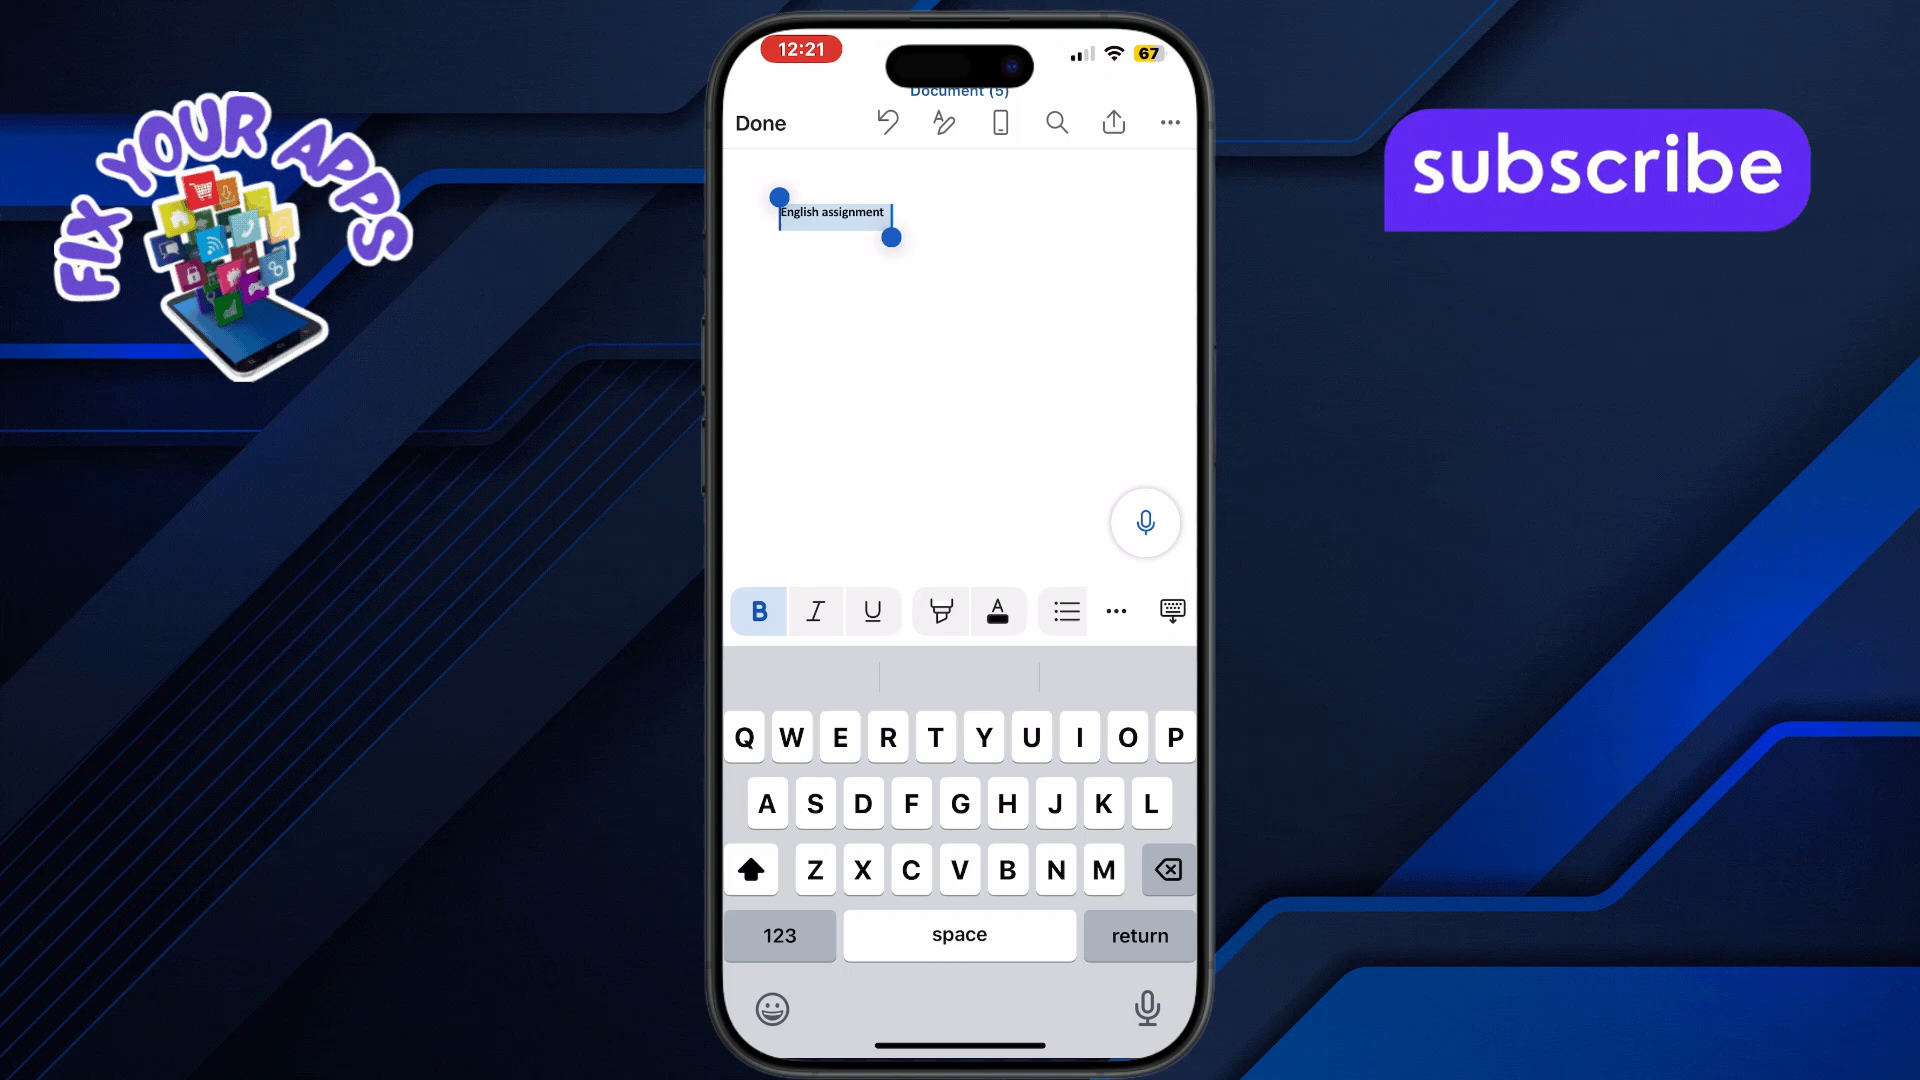 FIX YOUR APPS
subscribe
12:21
67
Document (5)
Done
English assignment
B I U A
Q W E R T Y U I O P
A S D F G H J K L
Z X C V B N M
123 space return